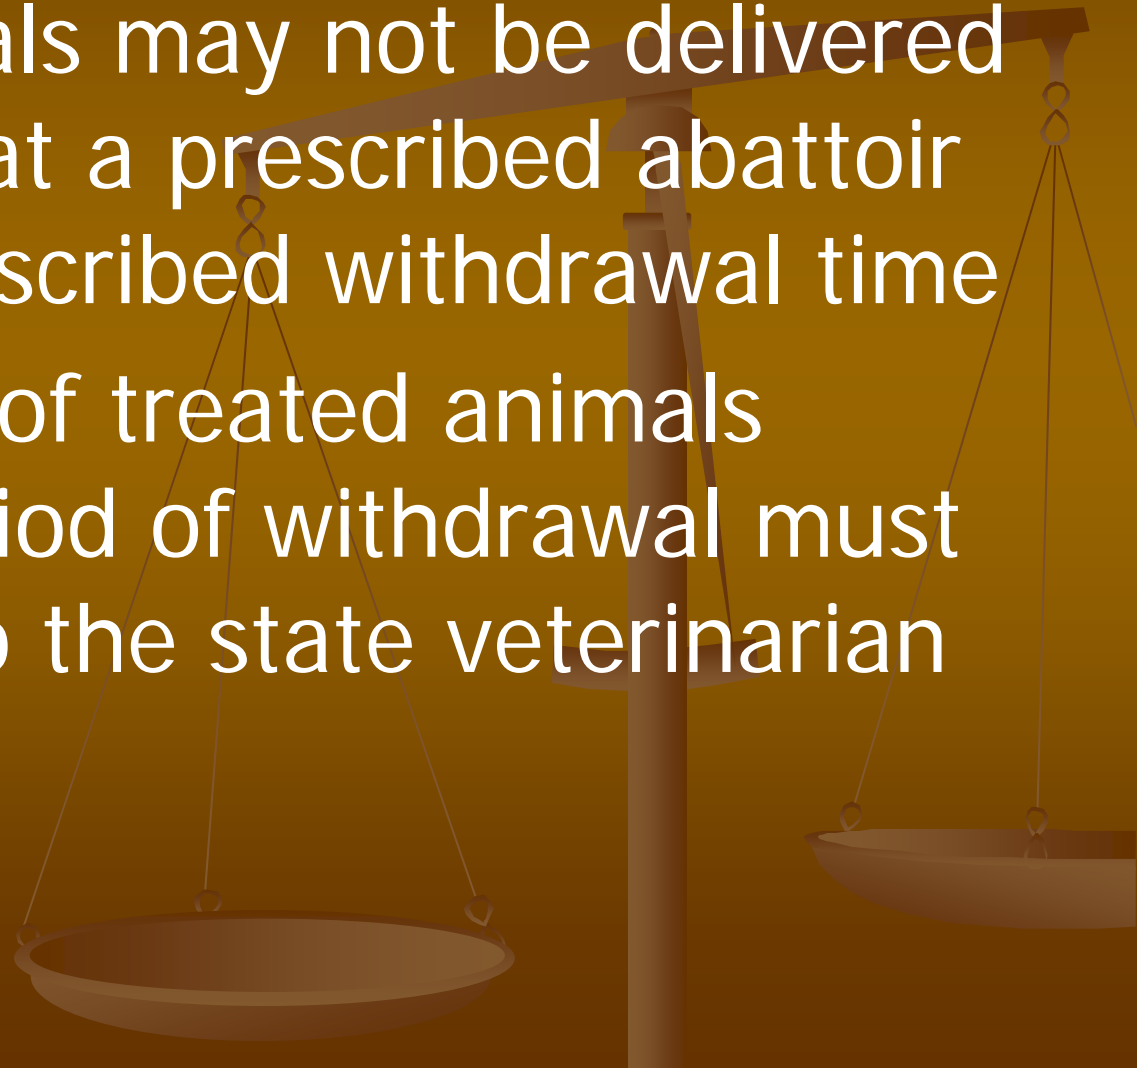 als may not be delivered
at a prescribed abattoir
scribed withdrawal time
of treated animals
iod of withdrawal must
the state veterinarian